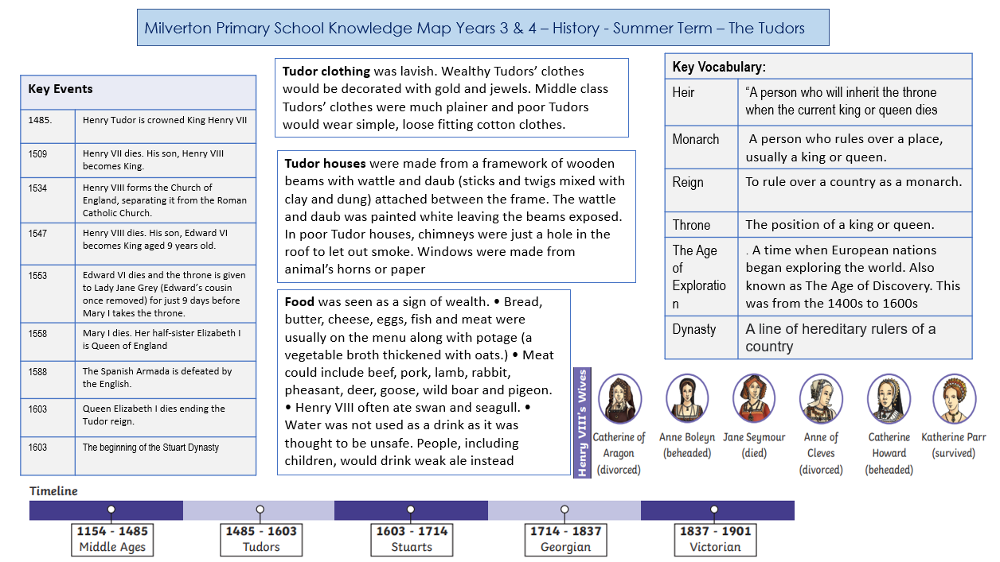 Milverton Primary School Knowledge Map Years 3 & 4 – History - Summer Term – The Tudors
Key Events
1485.
Henry Tudor is crowned King Henry VII
1509
Henry VII dies. His son, Henry VIII
becomes King.
1534
Henry VIII forms the Church of
England, separating it from the Roman
Catholic Church.
1547
Henry VIII dies. His son, Edward VI
becomes King aged 9 years old.
1553
Edward VI dies and the throne is given
to Lady Jane Grey (Edward’s cousin
once removed) for just 9 days before
Mary I takes the throne.
1558
Mary I dies. Her half-sister Elizabeth I
is Queen of England
1588
The Spanish Armada is defeated by
the English.
1603
Queen Elizabeth I dies ending the
Tudor reign.
1603
The beginning of the Stuart Dynasty
Tudor clothing was lavish. Wealthy Tudors’ clothes
would be decorated with gold and jewels. Middle class
Tudors’ clothes were much plainer and poor Tudors
would wear simple, loose fitting cotton clothes.
Tudor houses were made from a framework of wooden
beams with wattle and daub (sticks and twigs mixed with
clay and dung) attached between the frame. The wattle
and daub was painted white leaving the beams exposed.
In poor Tudor houses, chimneys were just a hole in the
roof to let out smoke. Windows were made from
animal’s horns or paper
Food was seen as a sign of wealth. • Bread,
butter, cheese, eggs, fish and meat were
usually on the menu along with potage (a
vegetable broth thickened with oats.) • Meat
could include beef, pork, lamb, rabbit,
pheasant, deer, goose, wild boar and pigeon.
• Henry VIII often ate swan and seagull. •
Water was not used as a drink as it was
thought to be unsafe. People, including
children, would drink weak ale instead
Key Vocabulary:
Heir
“A person who will inherit the throne
when the current king or queen dies
Monarch
A person who rules over a place,
usually a king or queen.
Reign
To rule over a country as a monarch.
Throne
The position of a king or queen.
The Age
of
Exploratio
n
. A time when European nations
began exploring the world. Also
known as The Age of Discovery. This
was from the 1400s to 1600s
Dynasty
A line of hereditary rulers of a
country
Henry VIII's Wives
Catherine of
Aragon
(divorced)
Anne Boleyn
(beheaded)
Jane Seymour
(died)
Anne of
Cleves
(divorced)
Catherine
Howard
(beheaded)
Katherine Parr
(survived)
Timeline
1154 - 1485
Middle Ages
1485 - 1603
Tudors
1603 - 1714
Stuarts
1714 - 1837
Georgian
1837 - 1901
Victorian